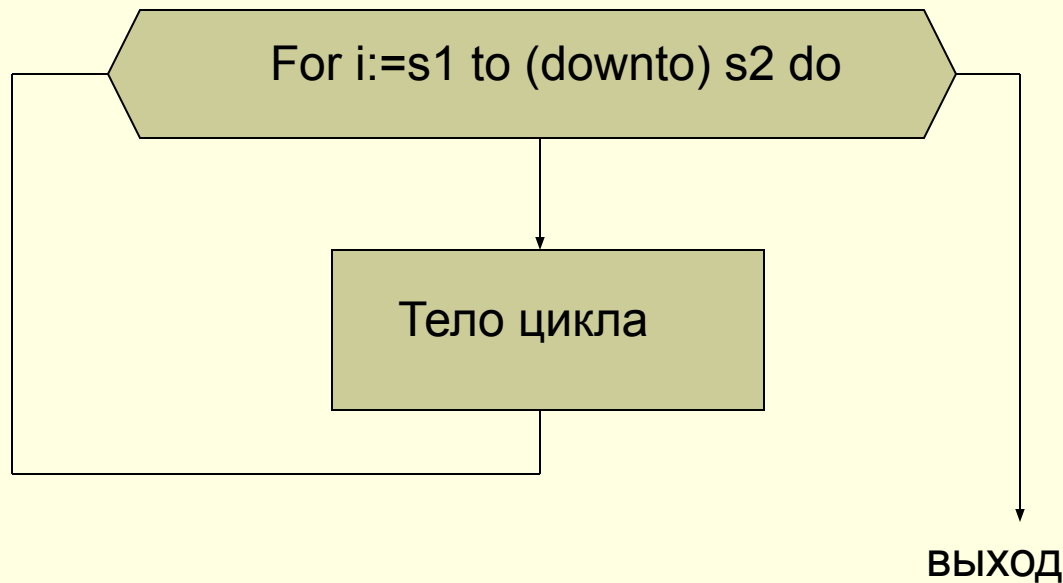 For i:=s1 to (downto) s2 do
Тело цикла
выход